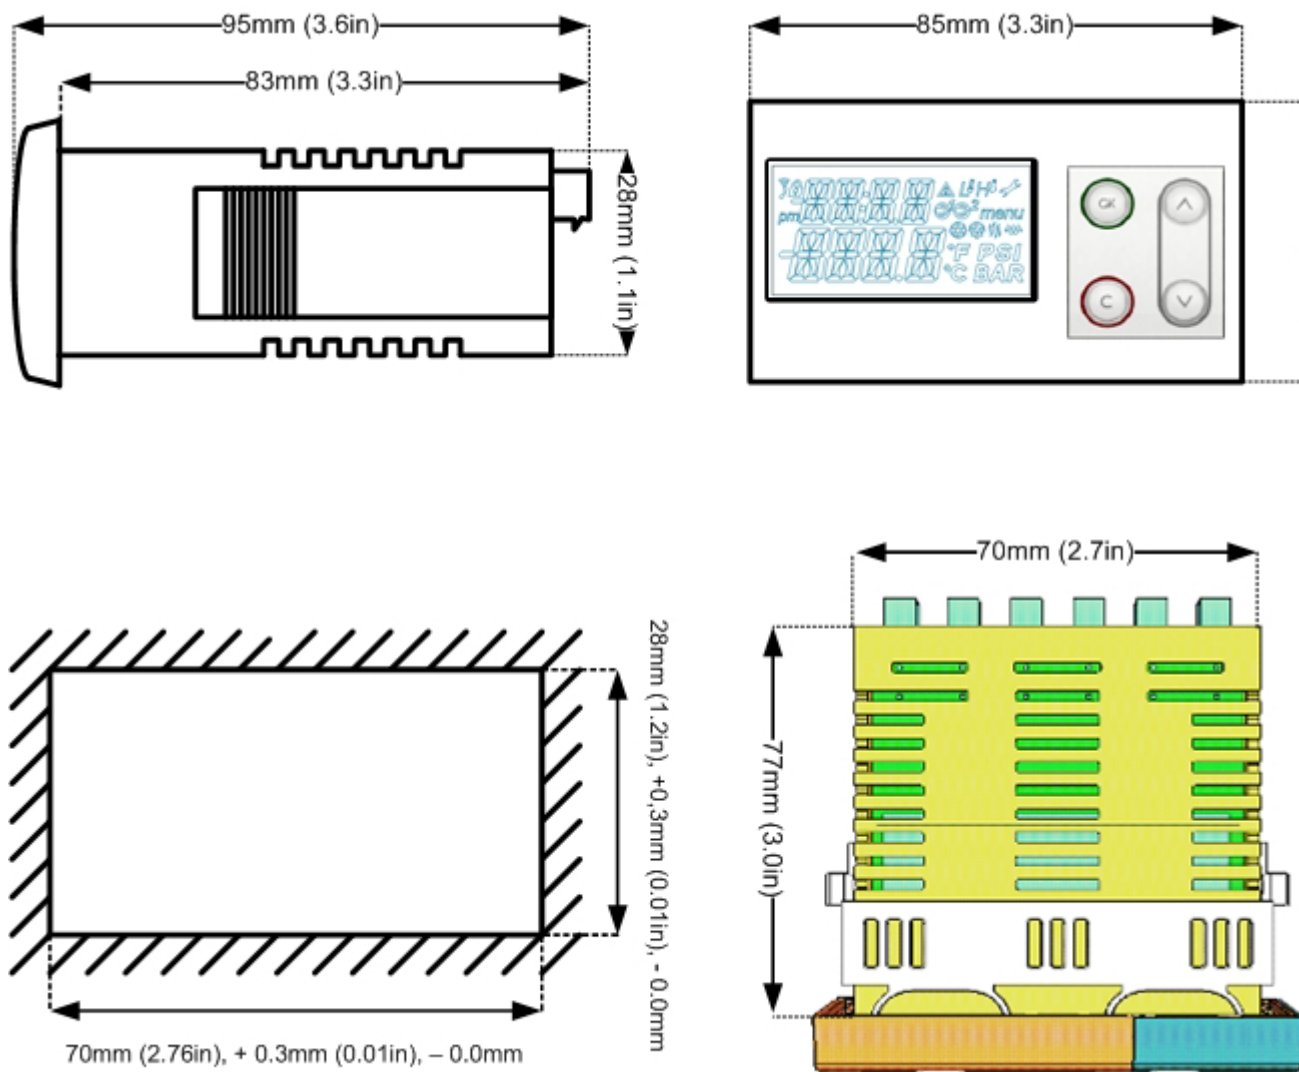 95mm (3.6in)
83mm (3.3in)
28mm (1.1in)
85mm (3.3in)
pm
menu
°F PSI
°C BAR
OK
C
28mm (1.2in), +0,3mm (0.01in), - 0.0mm
70mm (2.76in), + 0.3mm (0.01in), – 0.0mm
70mm (2.7in)
77mm (3.0in)